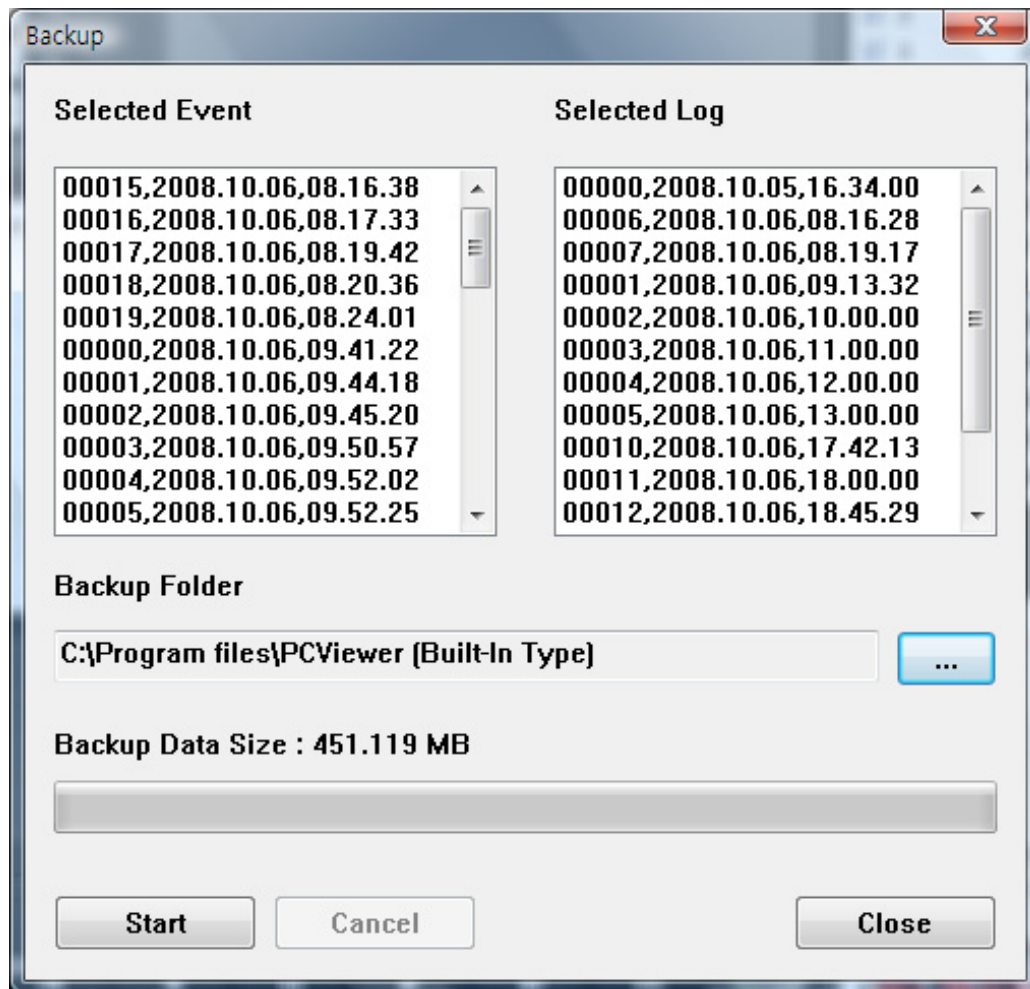 Backup
Selected Event
00015,2008.10.06,08.16.38
00016,2008.10.06,08.17.33
00017,2008.10.06,08.19.42
00018,2008.10.06,08.20.36
00019,2008.10.06,08.24.01
00000,2008.10.06,09.41.22
00001,2008.10.06,09.44.18
00002,2008.10.06,09.45.20
00003,2008.10.06,09.50.57
00004,2008.10.06,09.52.02
00005,2008.10.06,09.52.25
Selected Log
00000,2008.10.05,16.34.00
00006,2008.10.06,08.16.28
00007,2008.10.06,08.19.17
00001,2008.10.06,09.13.32
00002,2008.10.06,10.00.00
00003,2008.10.06,11.00.00
00004,2008.10.06,12.00.00
00005,2008.10.06,13.00.00
00010,2008.10.06,17.42.13
00011,2008.10.06,18.00.00
00012,2008.10.06,18.45.29
Backup Folder
C:\Program files\PCViewer (Built-In Type)
...
Backup Data Size : 451.119 MB
Start
Cancel
Close